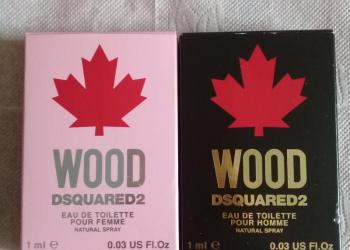 WOOD
DSQUARED2
EAU DE TOILETTE
POUR FEMME
NATURAL SPRAY
1 ml e 0.03 US Fl.Oz
WOOD
DSQUARED2
EAU DE TOILETTE
POUR HOMME
NATURAL SPRAY
1 ml e 0.03 US Fl.Oz